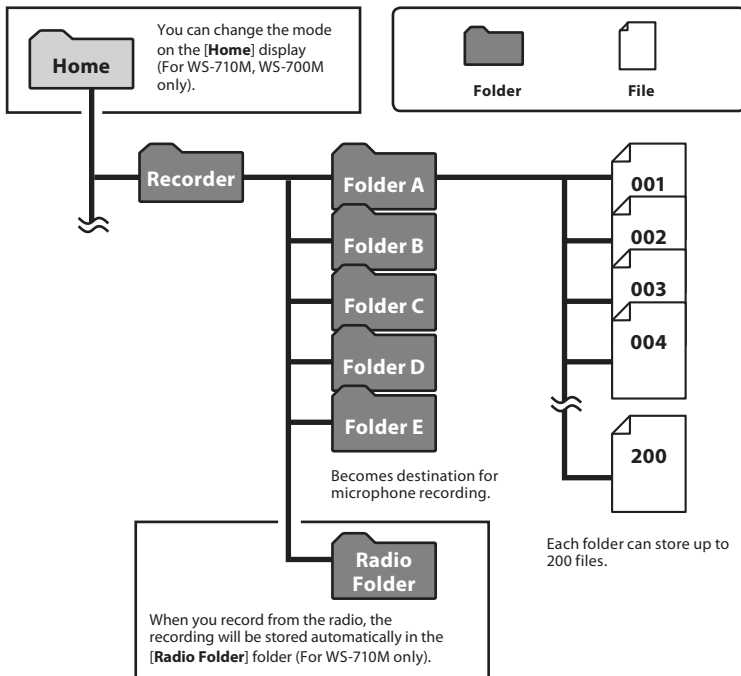 Home
You can change the mode
on the [Home] display
(For WS-710M, WS-700M
only).
Folder
File
Recorder
Folder A
Folder B
Folder C
Folder D
Folder E
001
002
003
004
200
Becomes destination for
microphone recording.
Each folder can store up to
200 files.
Radio
Folder
When you record from the radio, the
recording will be stored automatically in the
[Radio Folder] folder (For WS-710M only).